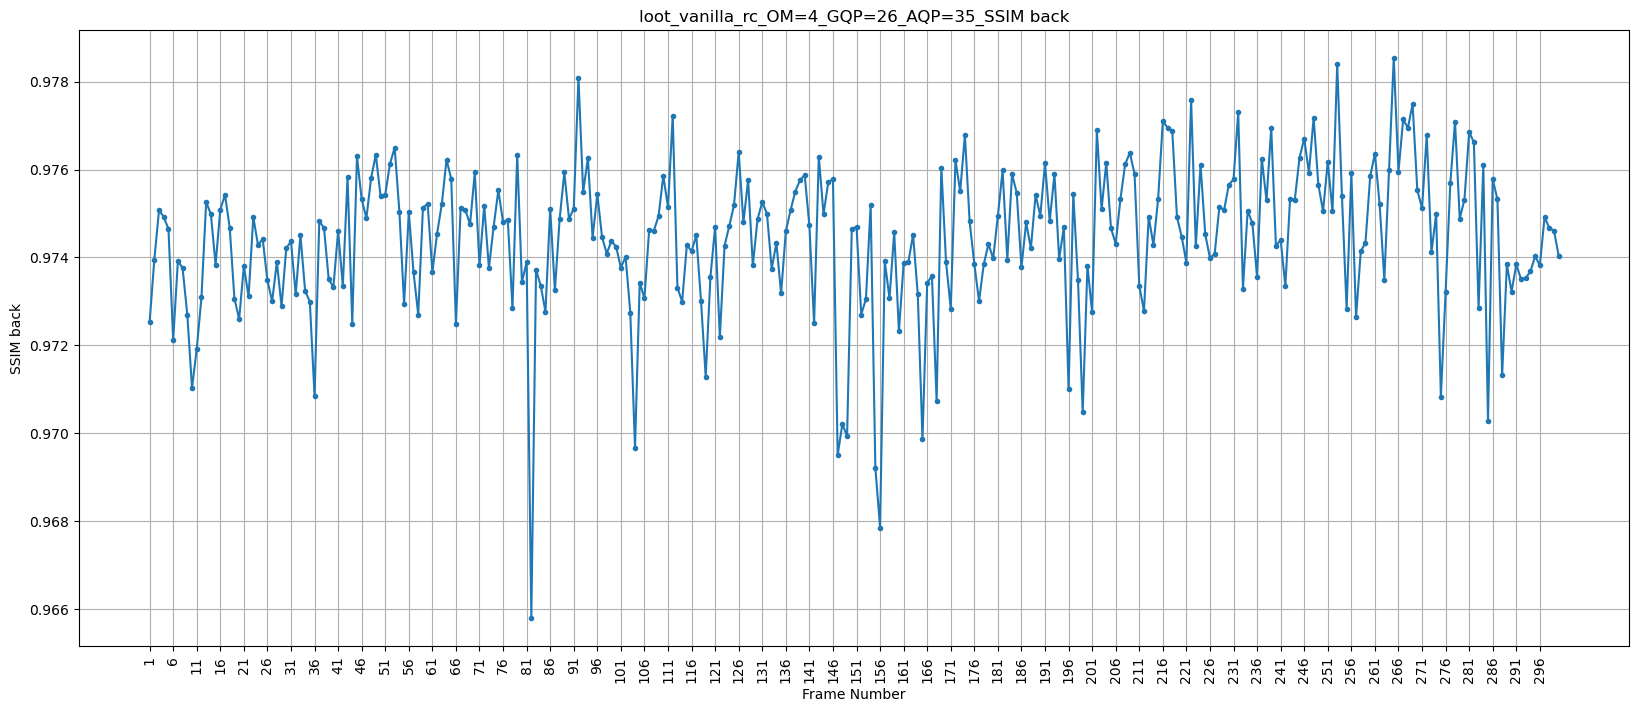 loot_vanilla_rc_OM=4_GQP=26_AQP=35_SSIM back
0.978
0.976
0.974
0.972
0.970
0.968
0.966
SSIM back
1 6 11 16 21 26 31 36 41 46 51 56 61 66 71 76 81 86 91 96 101 106 111 116 121 126 131 136 141 146 151 156 161 166 171 176 181 186 191 196 201 206 211 216 221 226 231 236 241 246 251 256 261 266 271 276 281 286 291 296
Frame Number